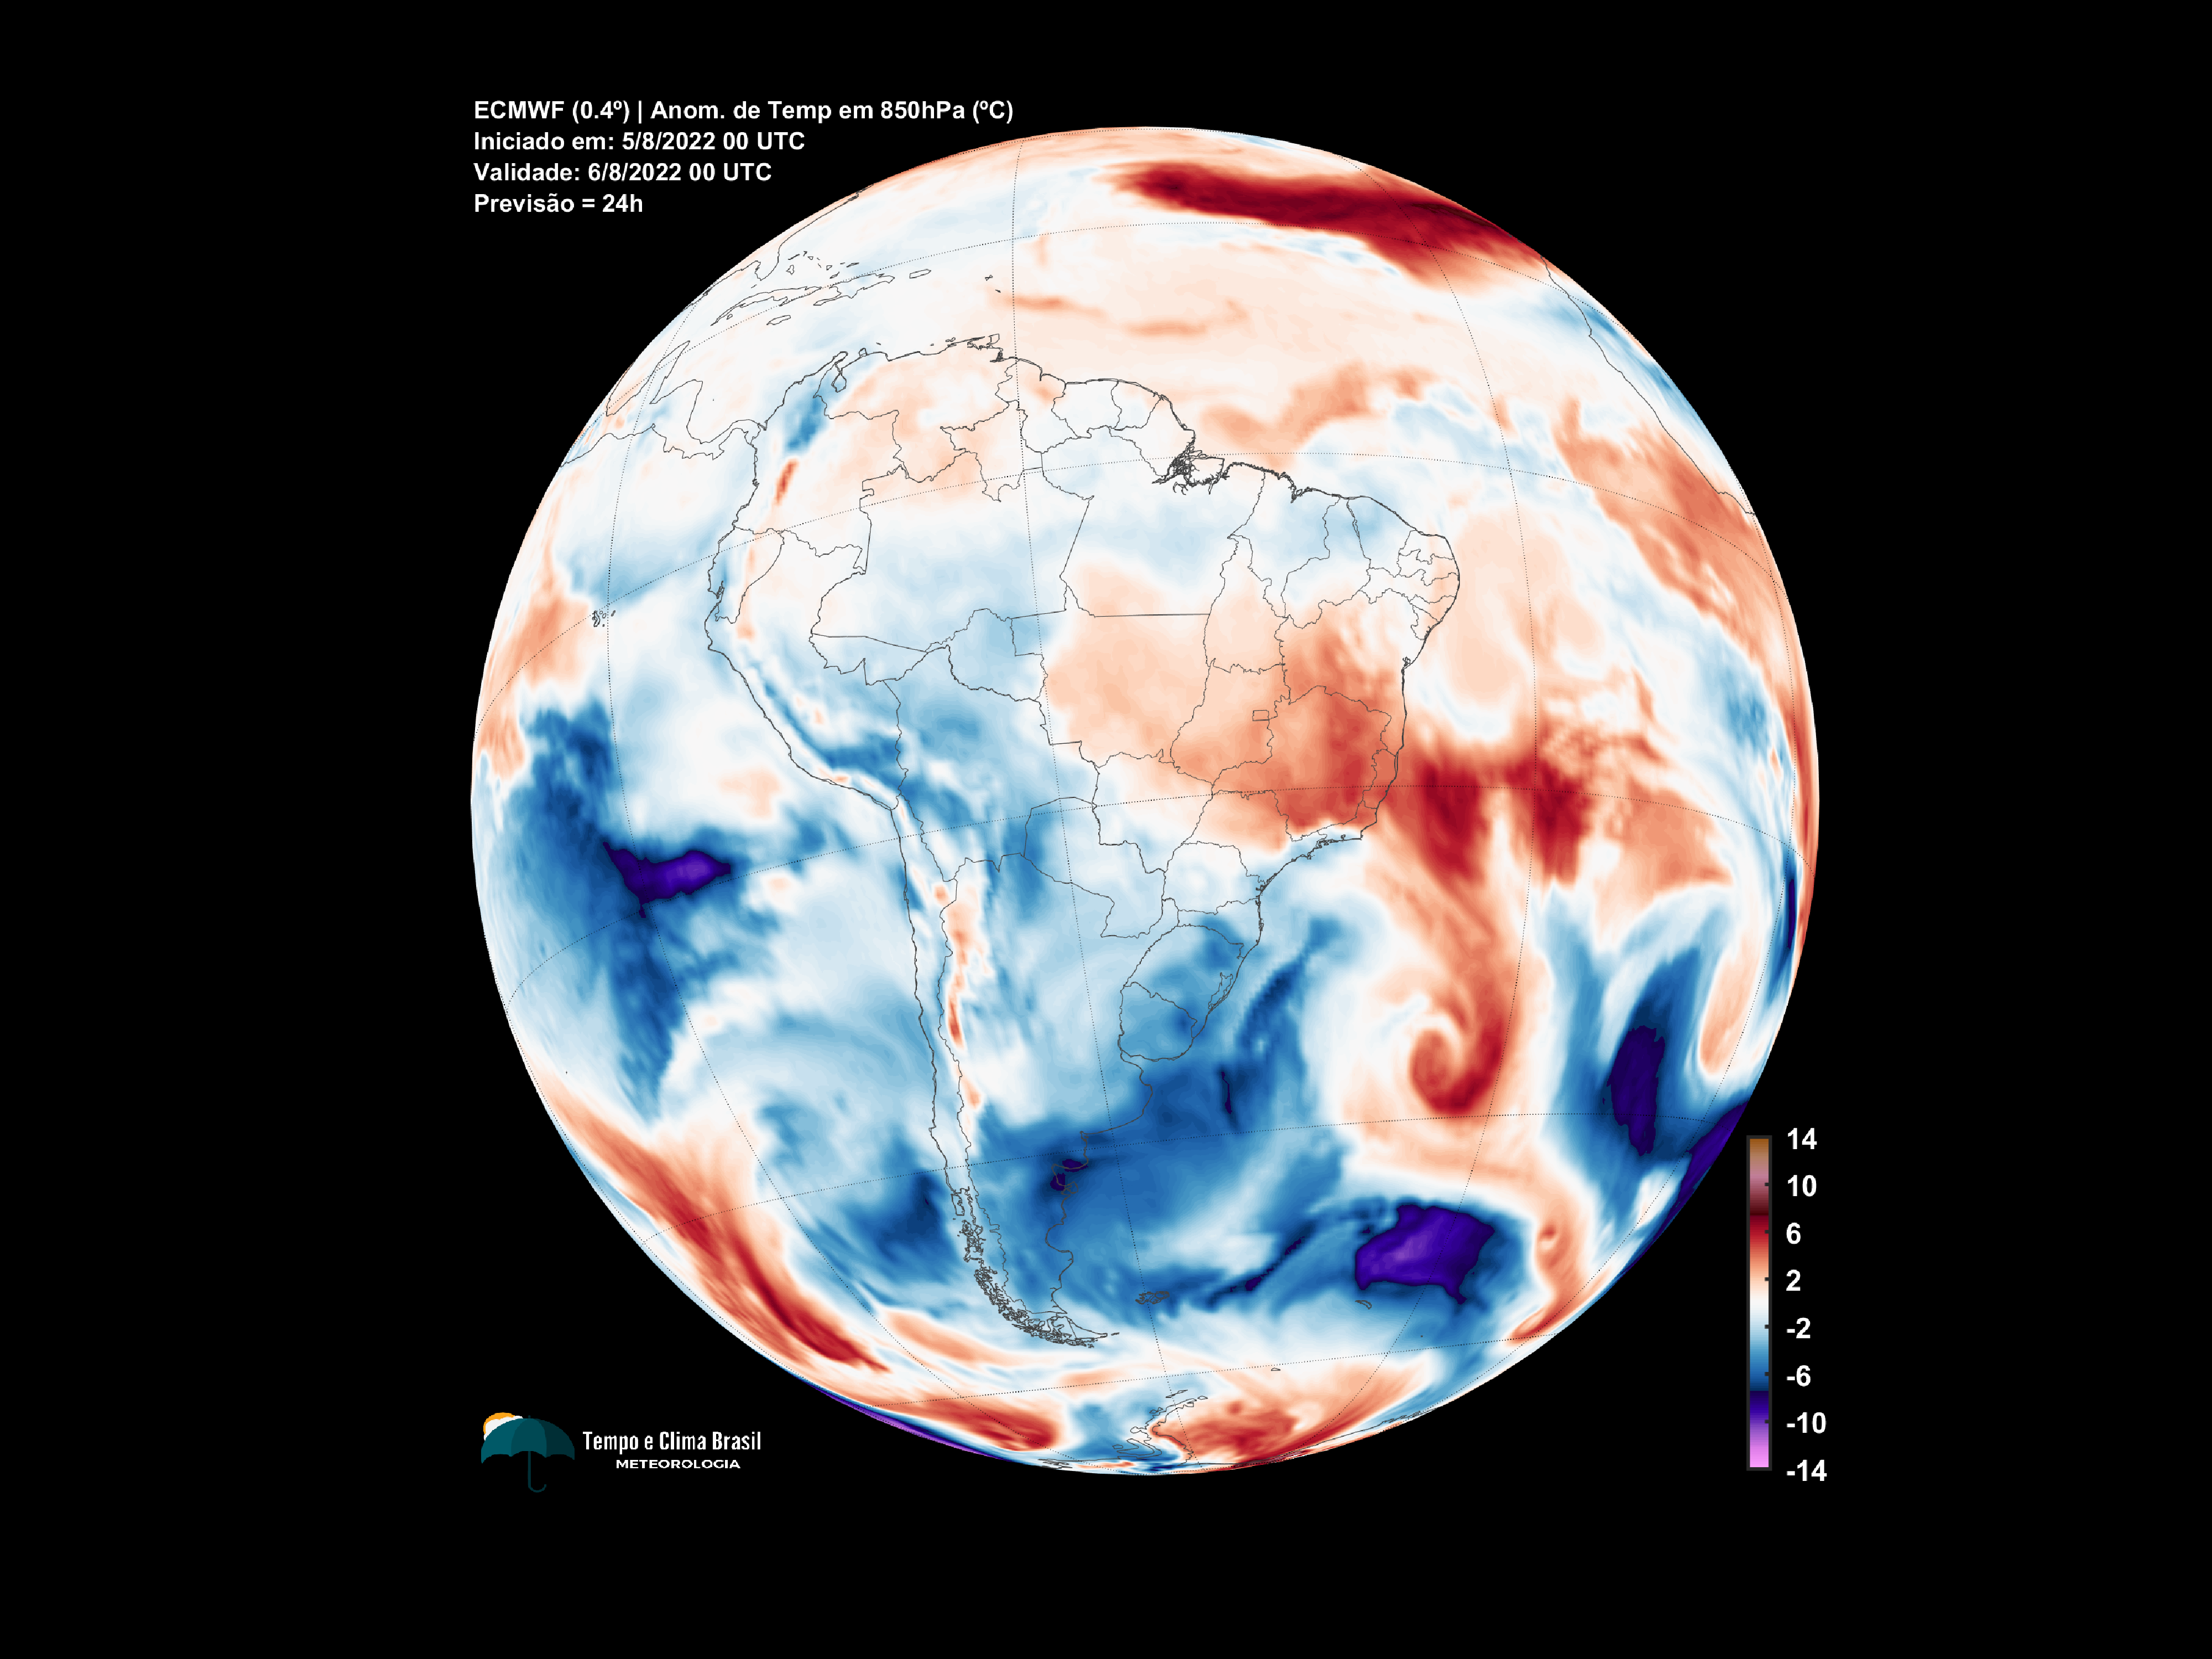 ECMWF (0.4º) | Anom. de Temp em 850hPa (ºC)
Iniciado em: 5/8/2022 00 UTC
Validade: 6/8/2022 00 UTC
Previsão = 24h
14
10
6
2
-2
-6
-10
-14
Tempo e Clima Brasil
METEOROLOGIA